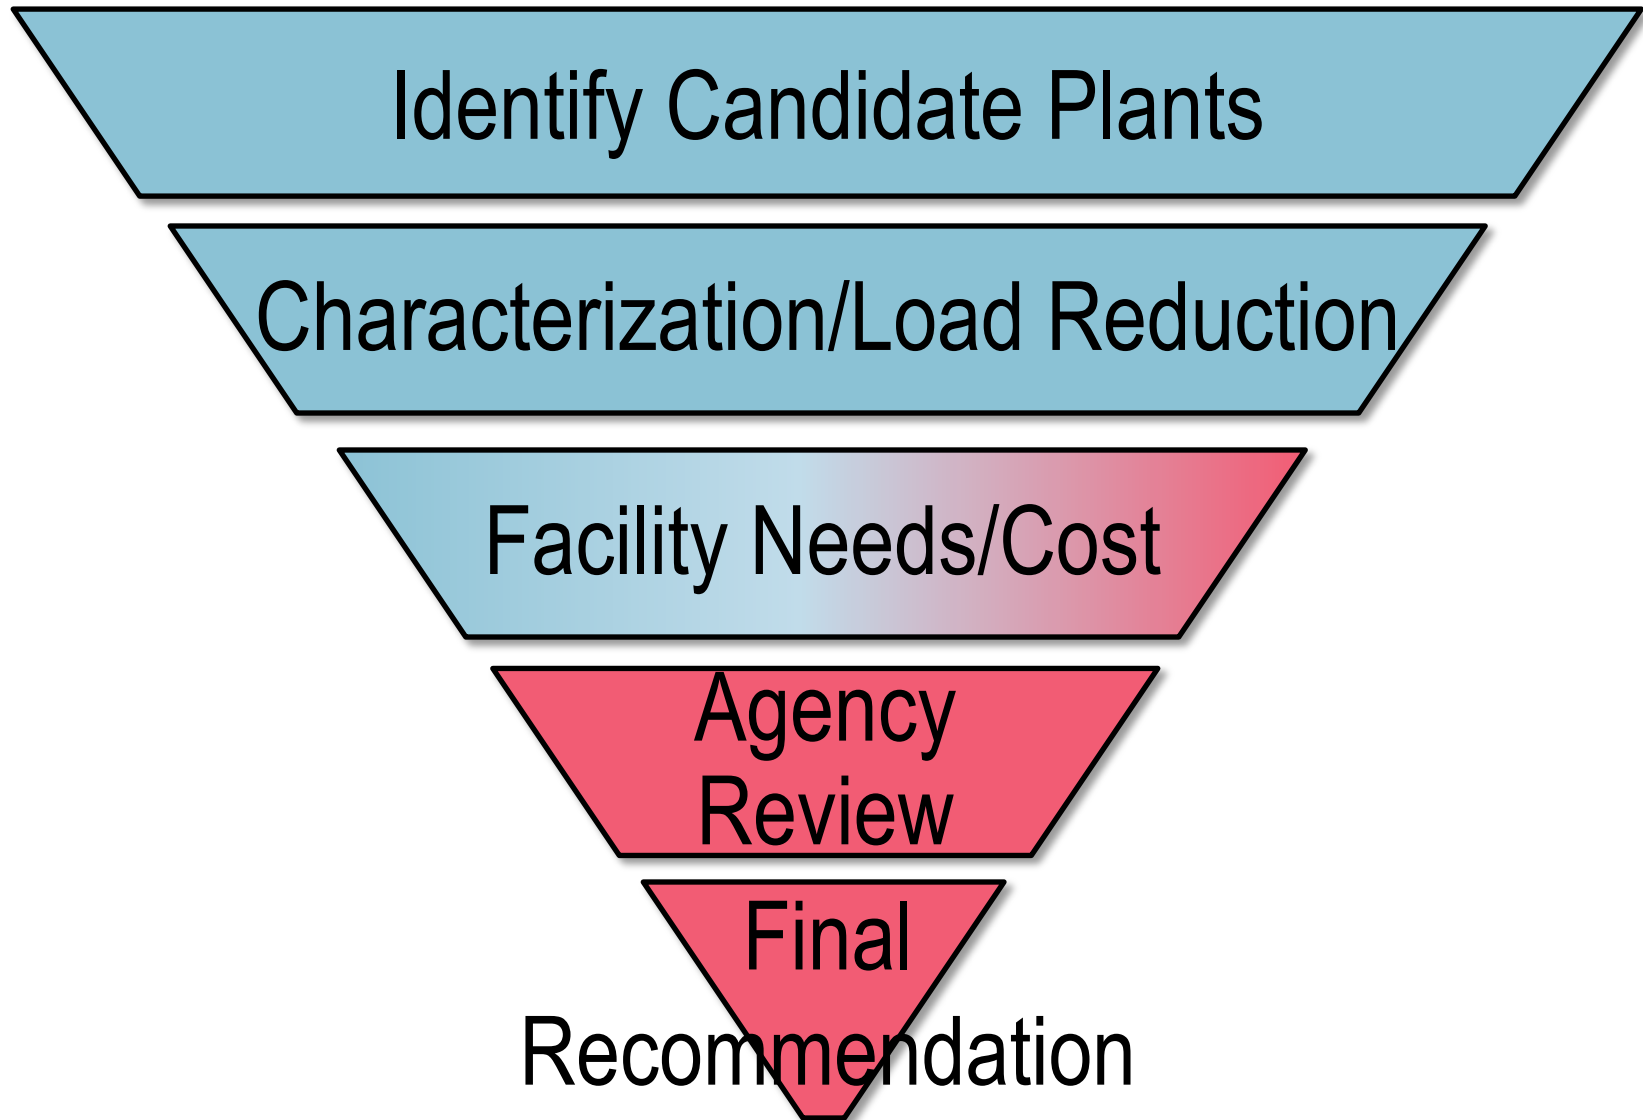 Identify Candidate Plants
Characterization/Load Reduction
Facility Needs/Cost
Agency
Review
Final
Recommendation